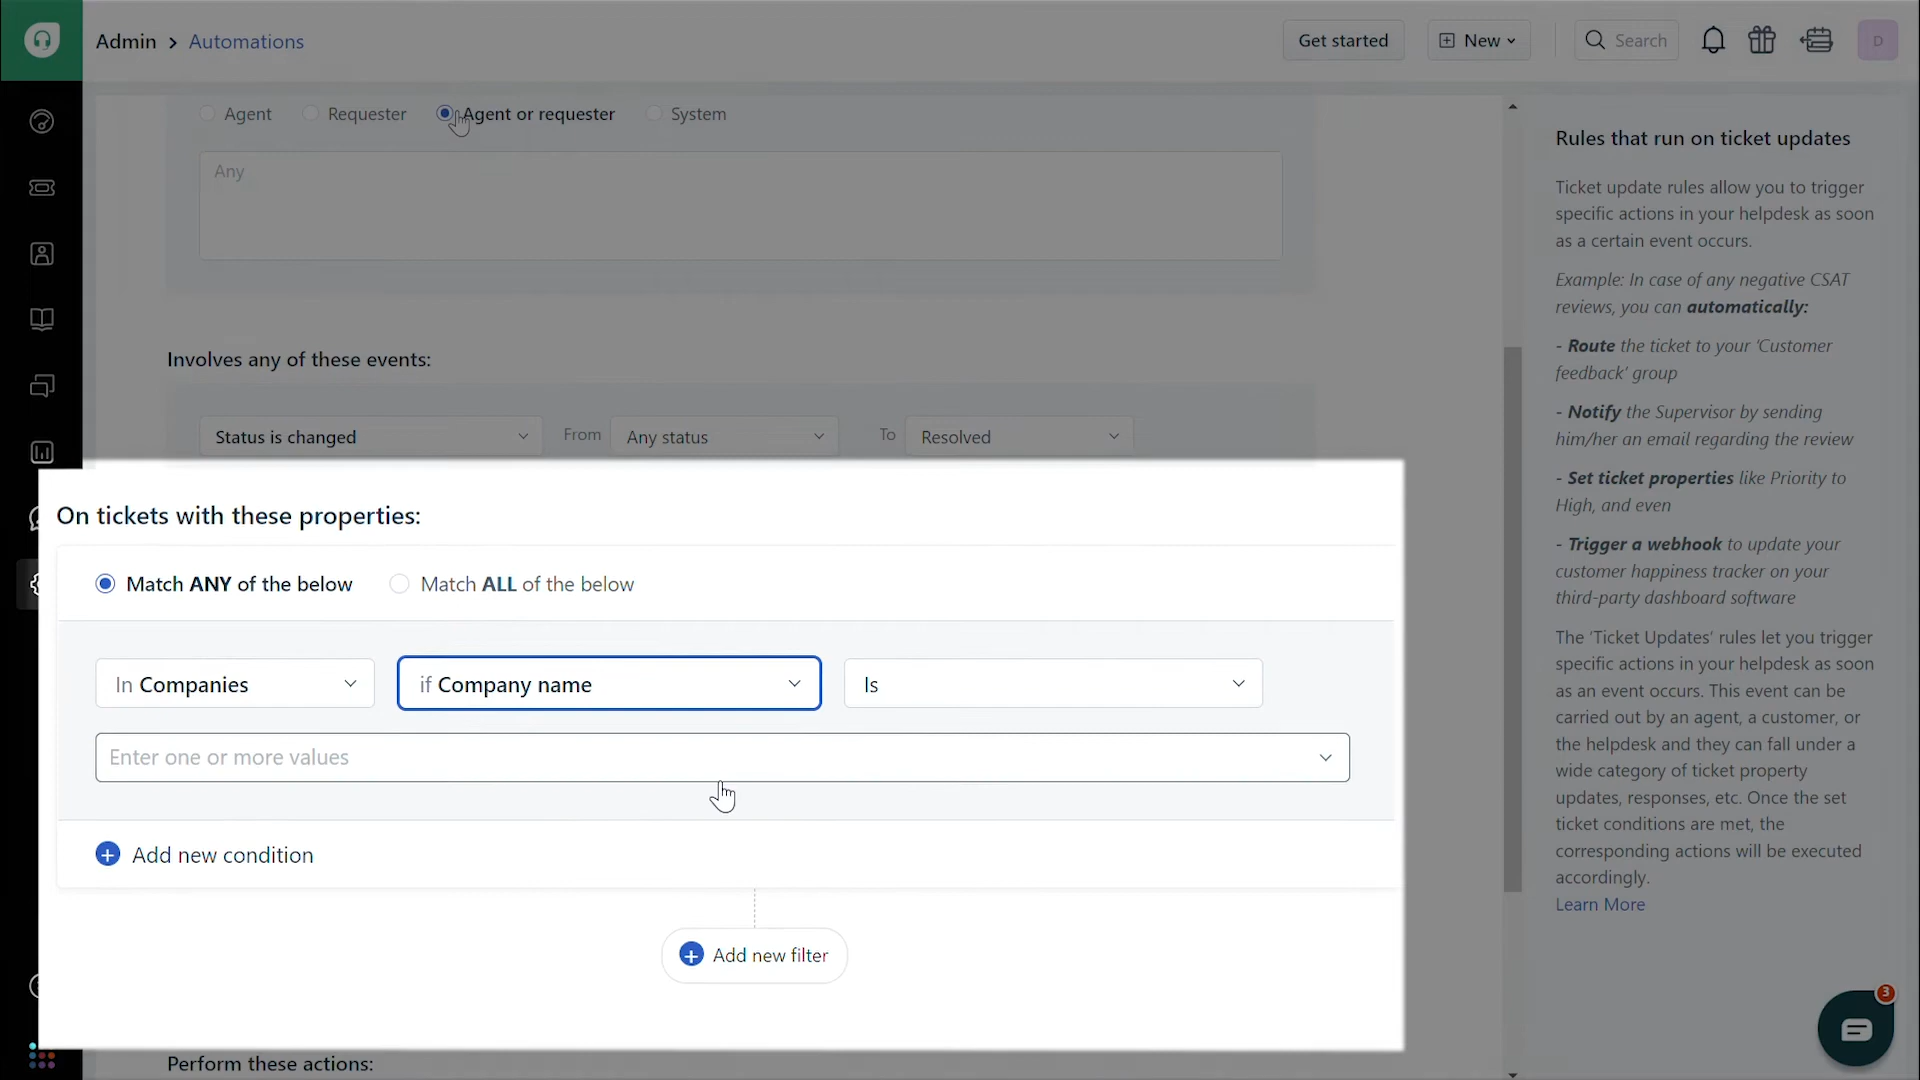 Admin > Automations
Get started
New
Search
D
Agent
Requester
Agent or requester
System
Any
Involves any of these events:
Status is changed
From
Any status
To
Resolved
On tickets with these properties:
Match ANY of the below
Match ALL of the below
In Companies
if Company name
Is
Enter one or more values
Add new condition
Add new filter
Perform these actions:
Rules that run on ticket updates
Ticket update rules allow you to trigger
specific actions in your helpdesk as soon
as a certain event occurs.
Example: In case of any negative CSAT
reviews, you can automatically:
- Route the ticket to your ‘Customer
feedback’ group
- Notify the Supervisor by sending
him/her an email regarding the review
- Set ticket properties like Priority to
High, and even
- Trigger a webhook to update your
customer happiness tracker on your
third-party dashboard software
The ‘Ticket Updates’ rules let you trigger
specific actions in your helpdesk as soon
as an event occurs. This event can be
carried out by an agent, a customer, or
the helpdesk and they can fall under a
wide category of ticket property
updates, responses, etc. Once the set
ticket conditions are met, the
corresponding actions will be executed
accordingly.
Learn More
3